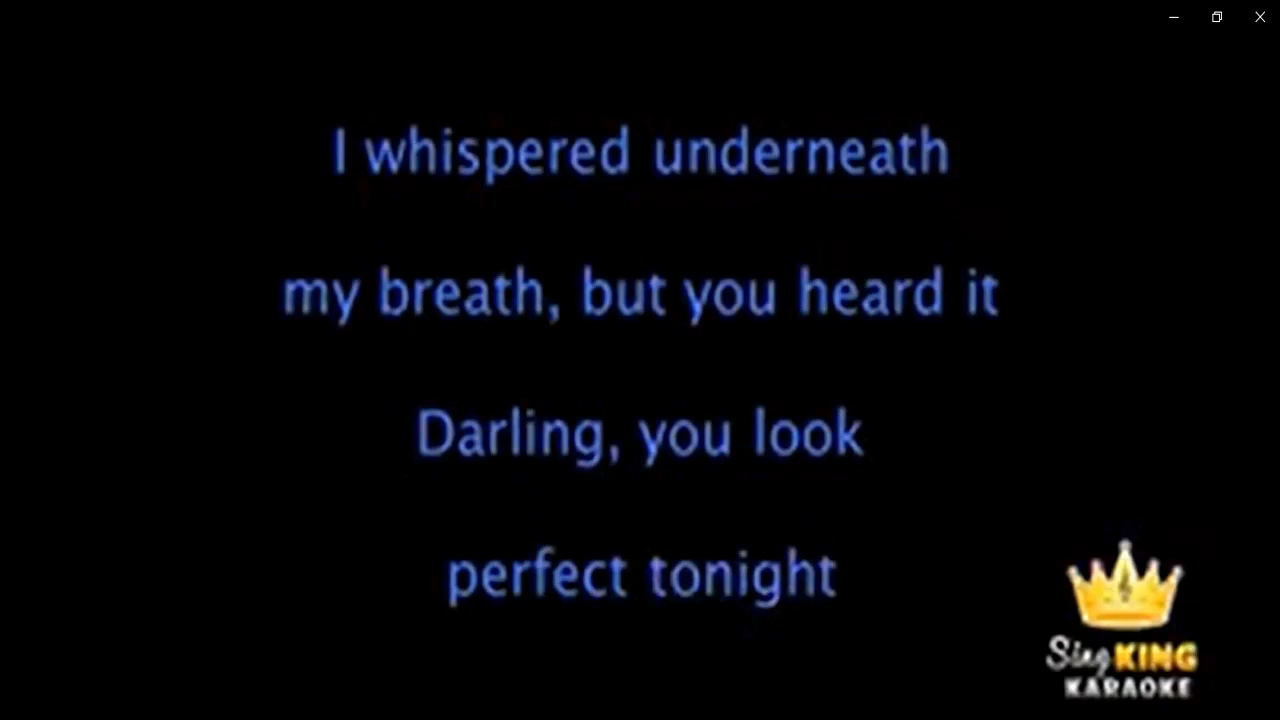 I whispered underneath
my breath, but you heard it
Darling, you look
perfect tonight
Sing KING
KARAOKE